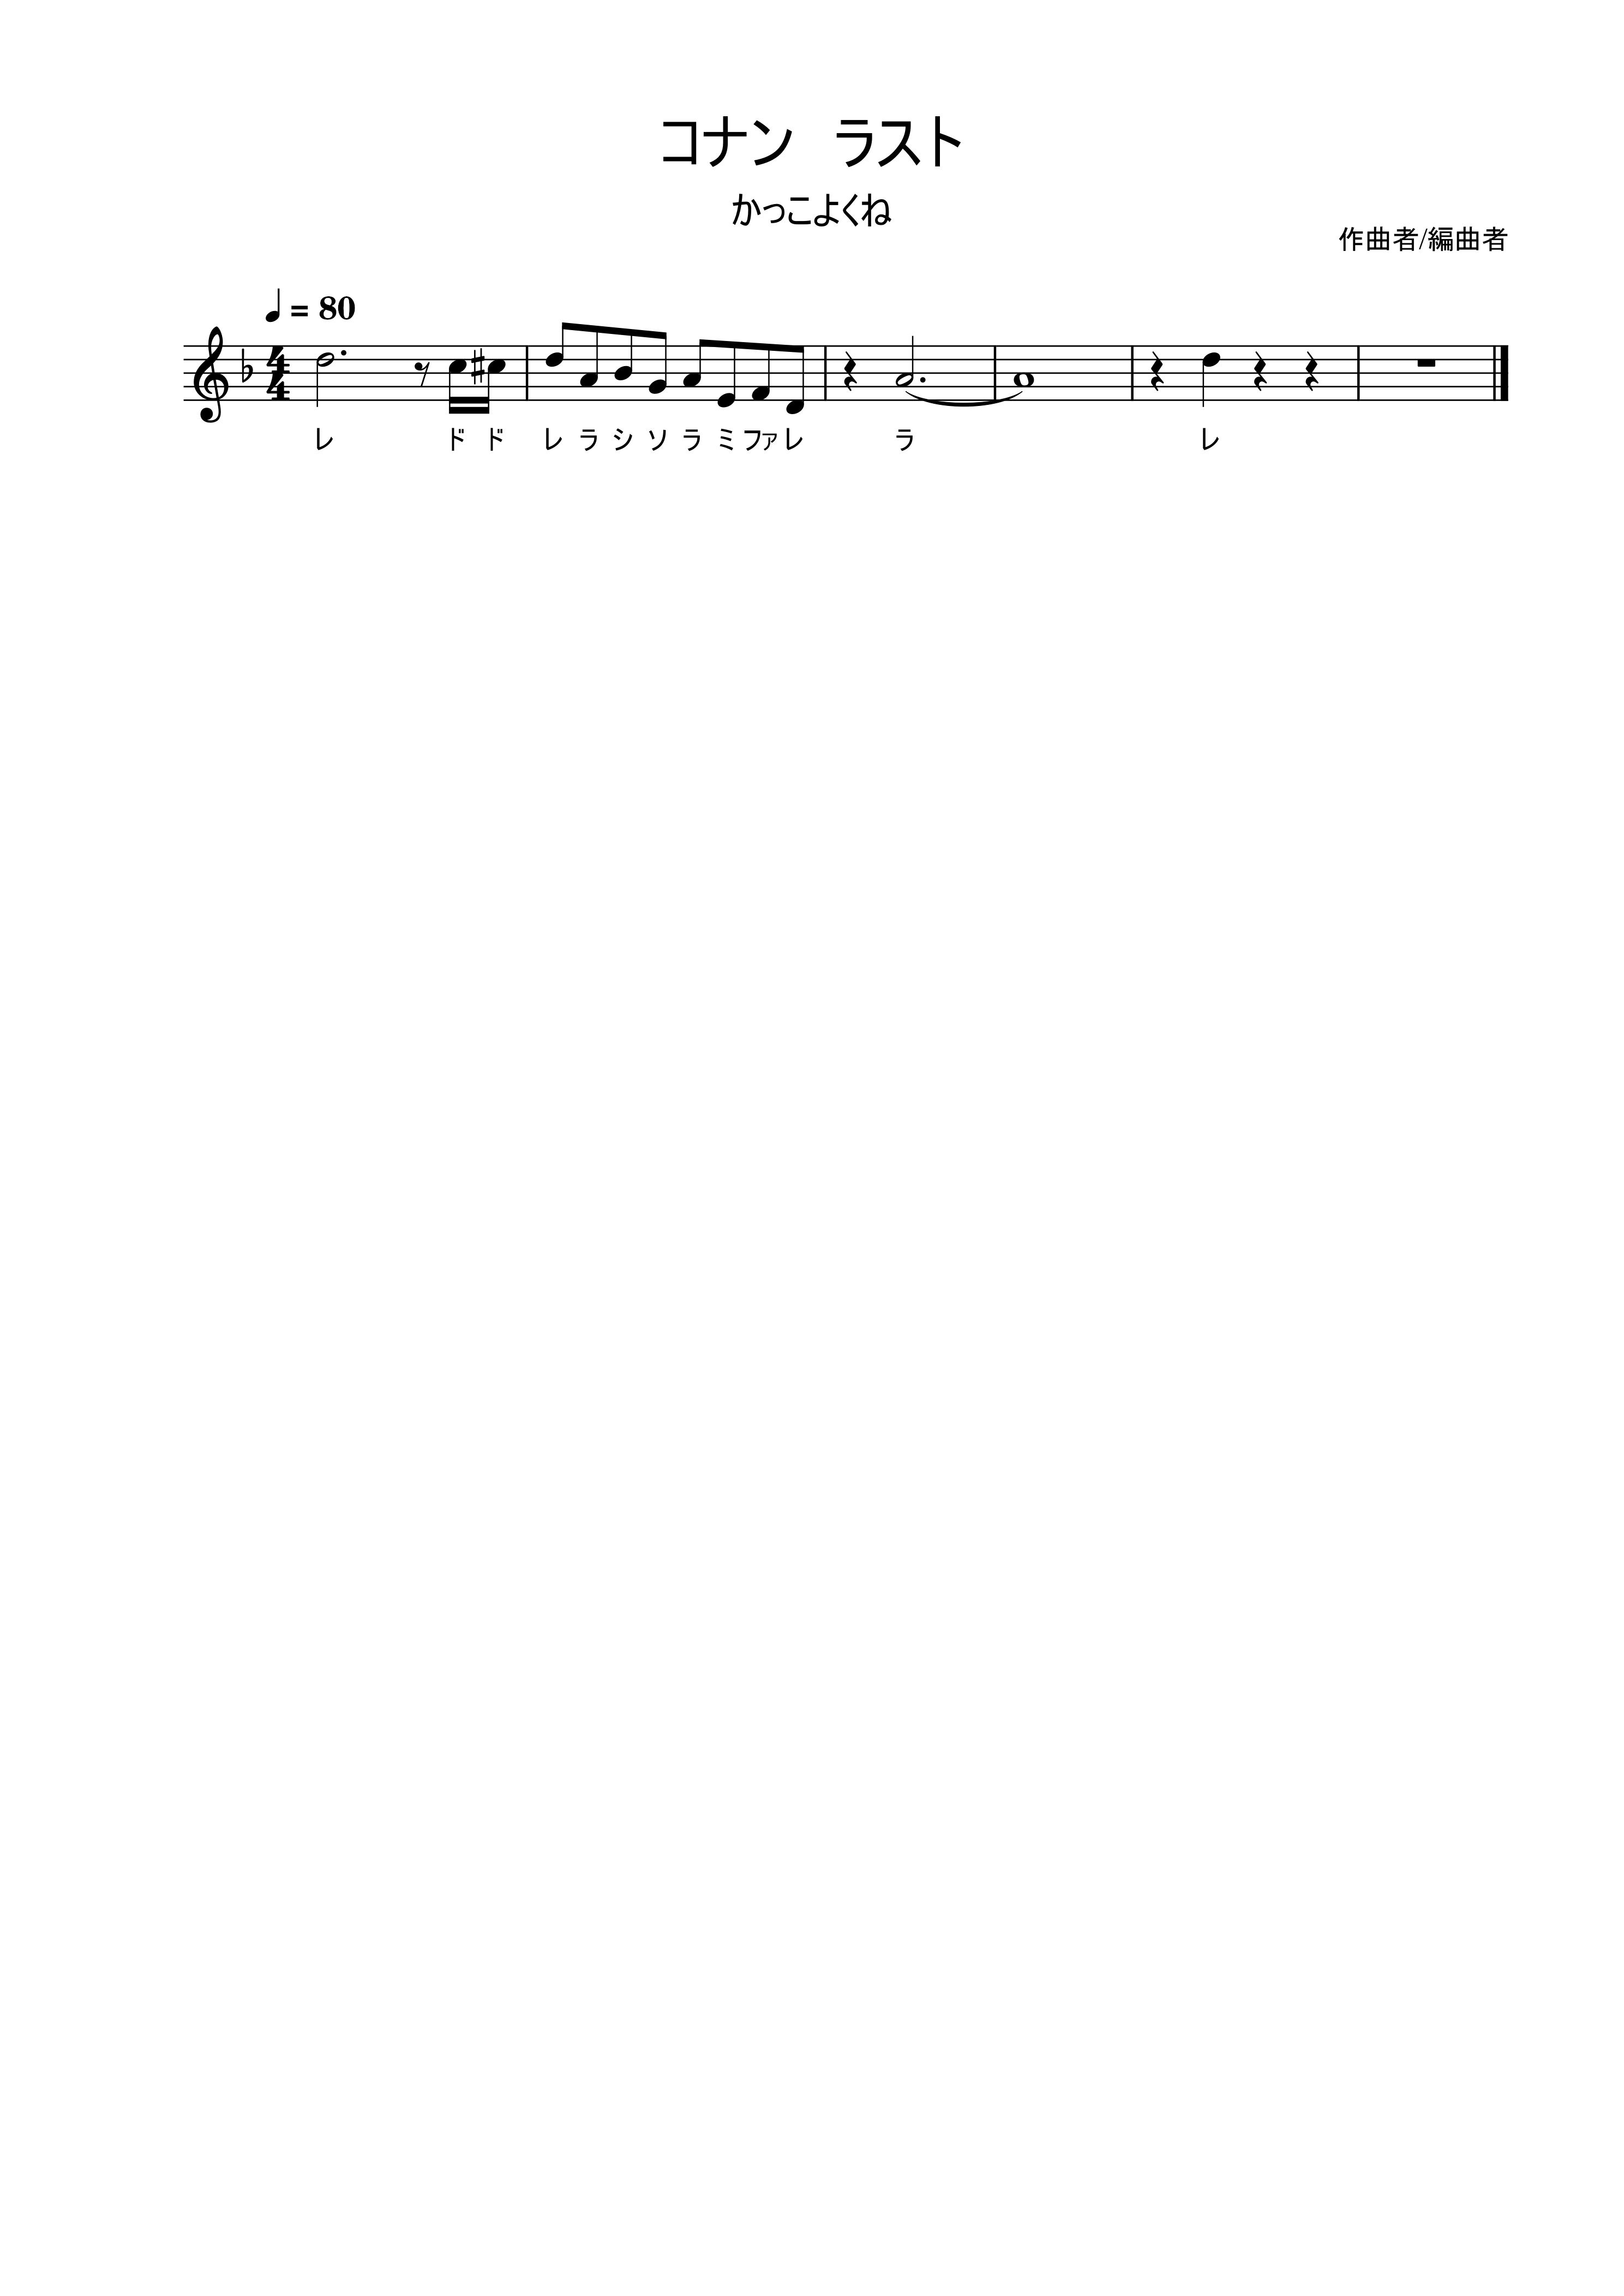 コナン　ラスト
かっこよくね
作曲者/編曲者
= 80
4
4
レ ド ド レ ラ シ ソ ラ ミ ファ レ ラ レ